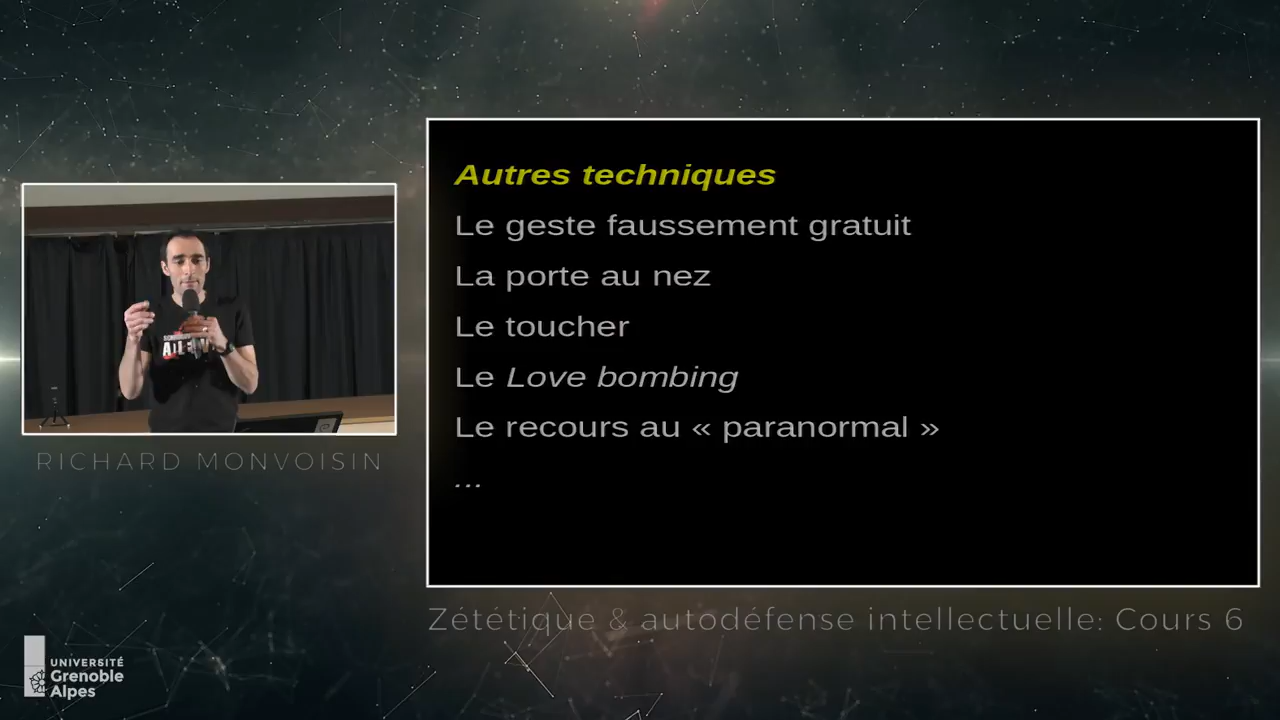 Autres techniques
Le geste faussement gratuit
La porte au nez
Le toucher
Le Love bombing
Le recours au « paranormal »
...
RICHARD MONVOISIN
Zététique & autodéfense intellectuelle: Cours 6
UNIVERSITÉ
Grenoble
Alpes